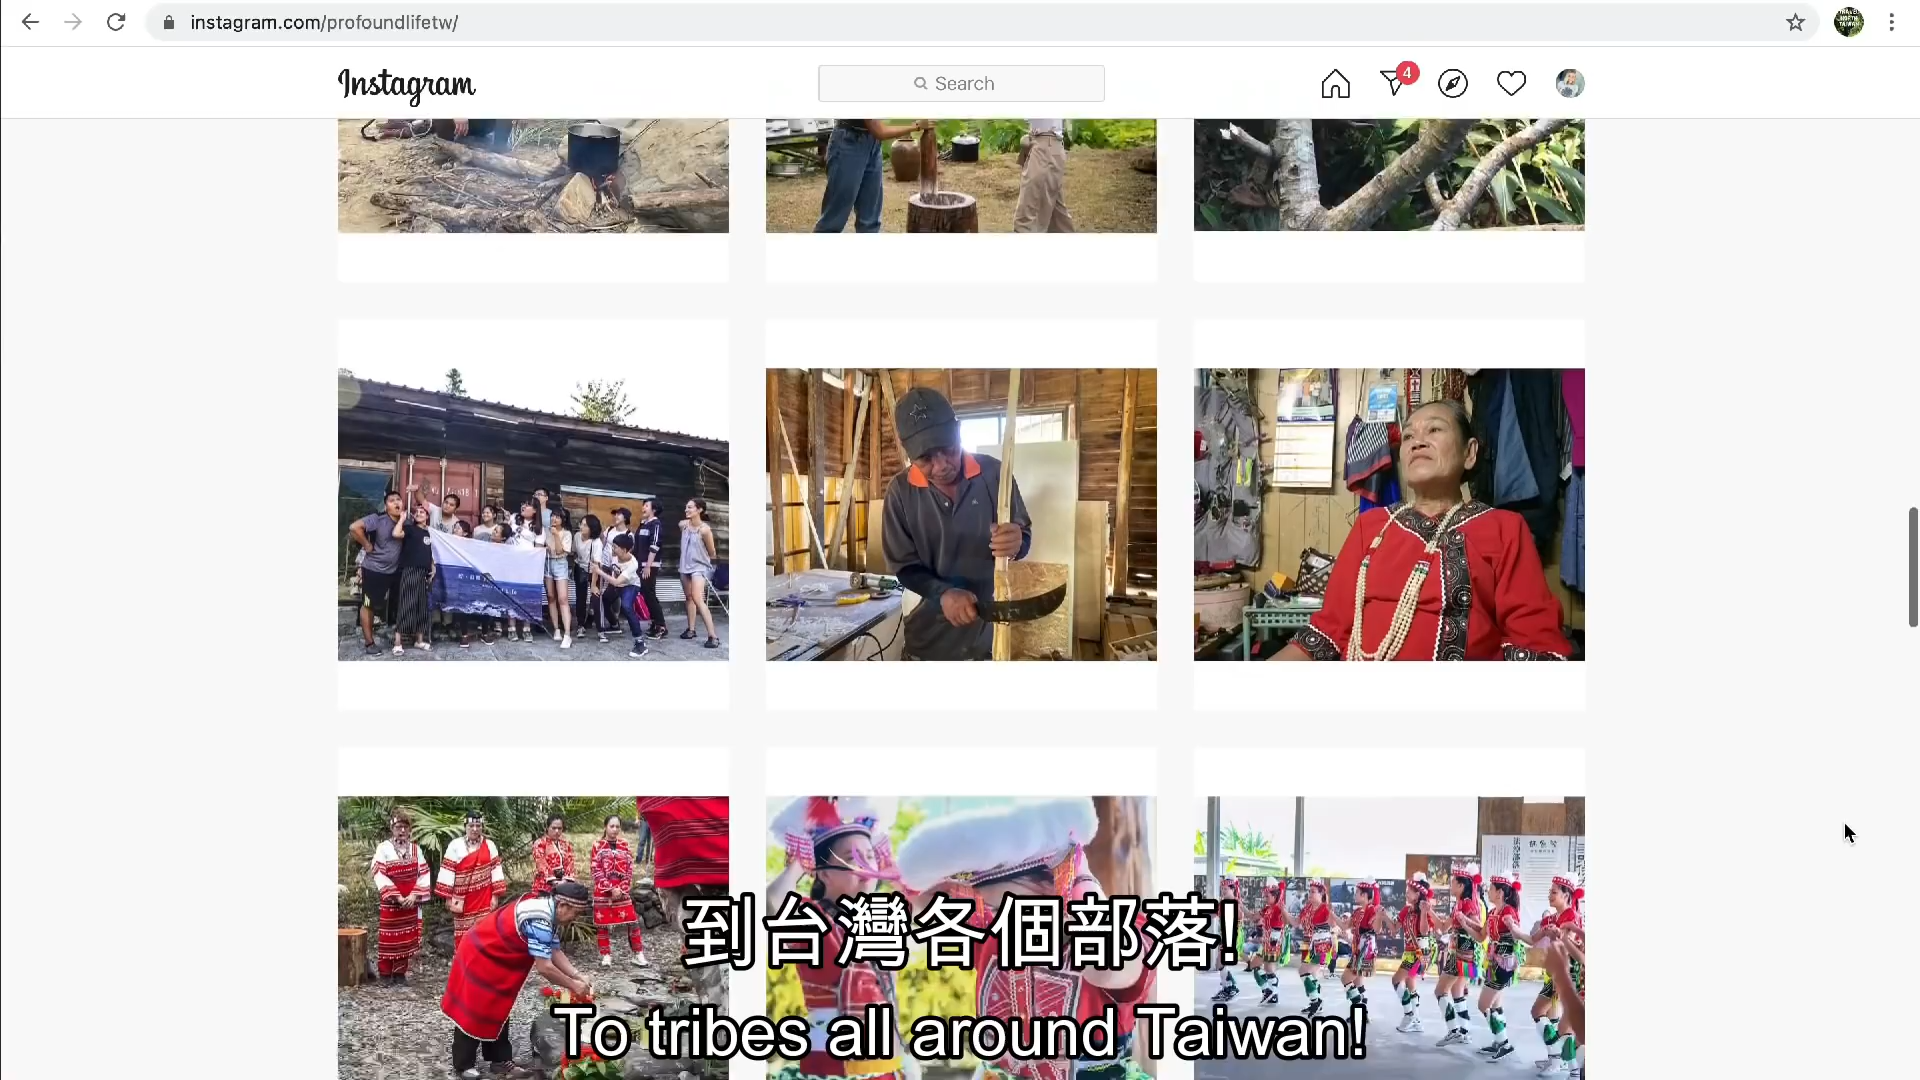 instagram.com/profoundlifetw/
Instagram
Search
4
到台灣各個部落!
To tribes all around Taiwan!